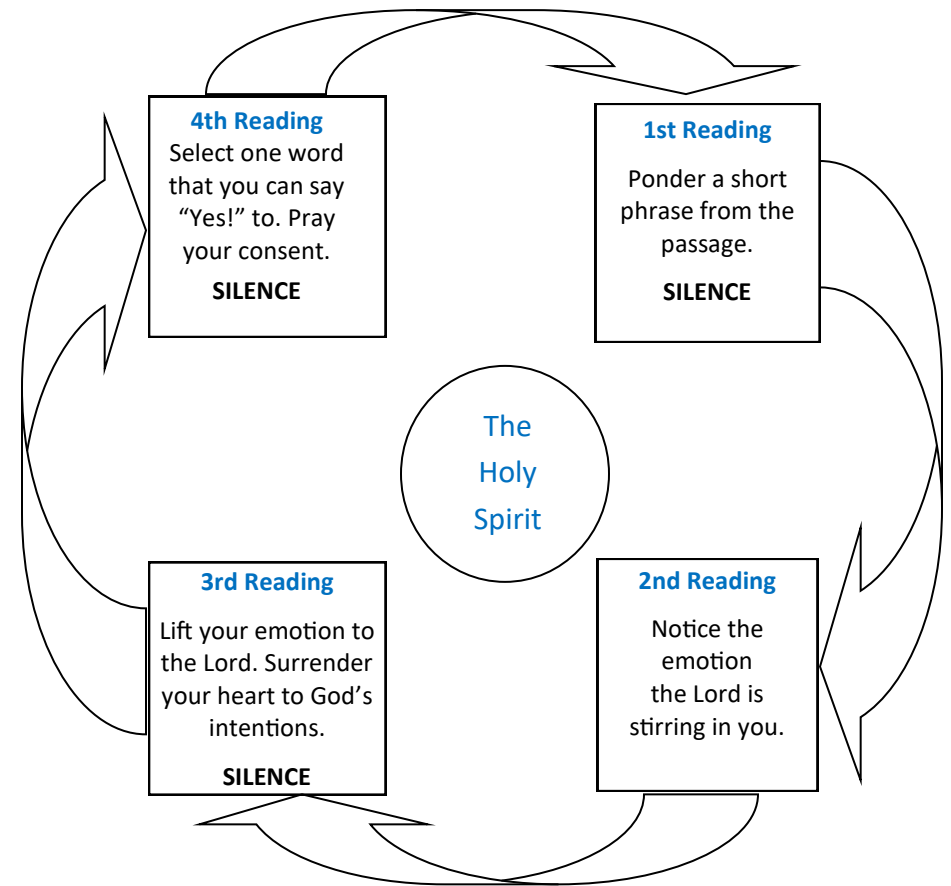 4th Reading
Select one word
that you can say
“Yes!” to. Pray
your consent.
SILENCE
1st Reading
Ponder a short
phrase from the
passage.
SILENCE
The
Holy
Spirit
3rd Reading
Lift your emotion to
the Lord. Surrender
your heart to God’s
intentions.
SILENCE
2nd Reading
Notice the
emotion
the Lord is
stirring in you.